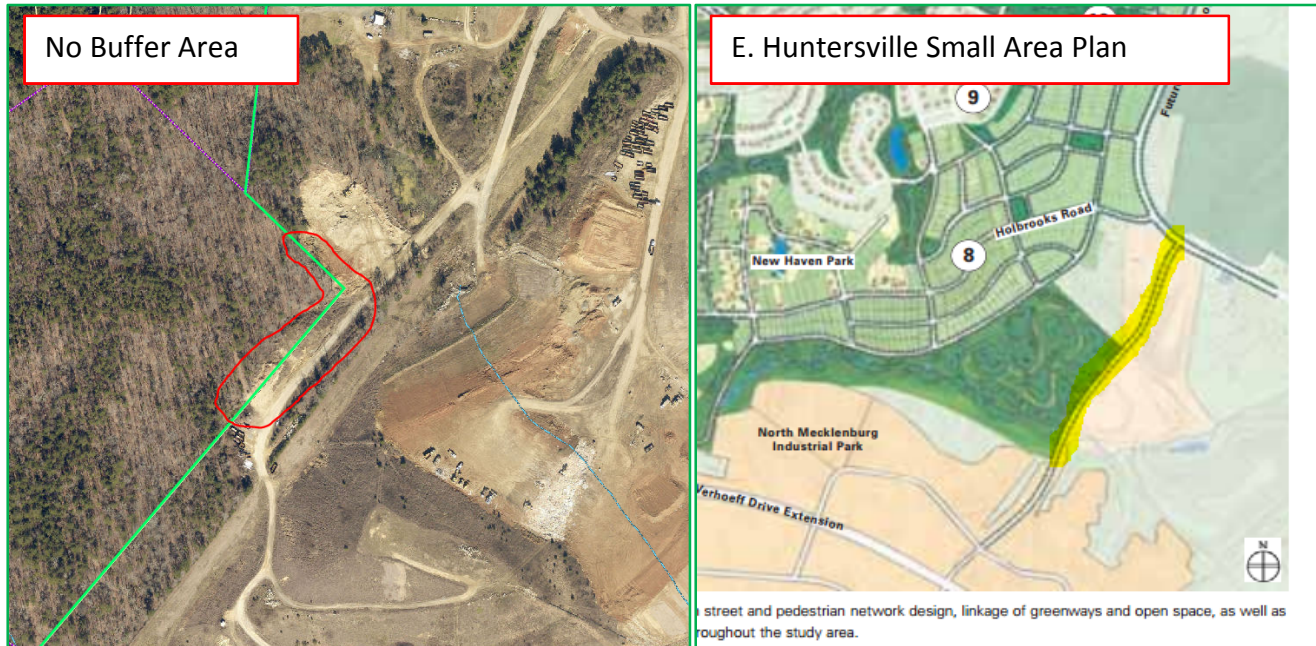 No Buffer Area
E. Huntersville Small Area Plan
9
Future
Holbrooks Road
8
New Haven Park
North Mecklenburg
Industrial Park
Verhoeff Drive Extension
N
street and pedestrian network design, linkage of greenways and open space, as well as
roughout the study area.